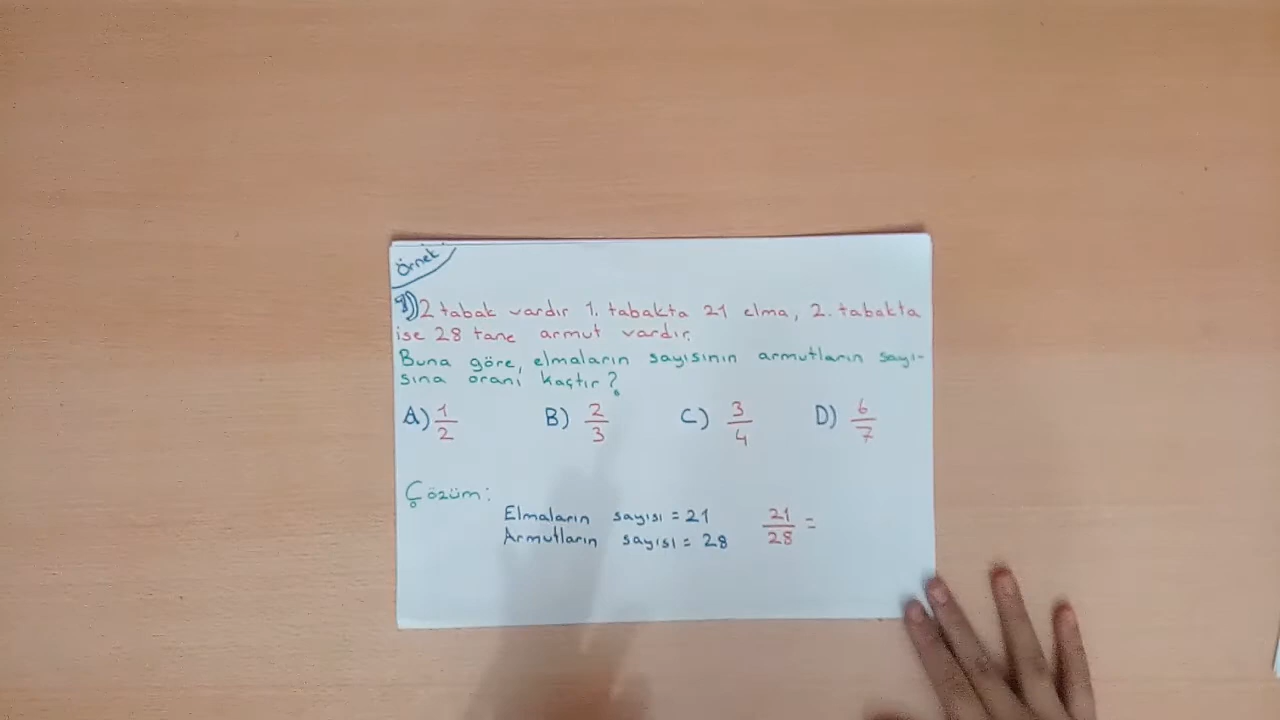 Örnek
8) 2 tabak vardır 1. tabakta 21 elma, 2. tabakta
ise 28 tane armut vardır.
Buna göre, elmaların sayısının armutların sayı-
sına oranı kaçtır?
A) 1/2 B) 2/3 C) 3/4 D) 6/7
Çözüm:
Elmaların sayısı = 21 21/28 =
Armutların sayısı = 28